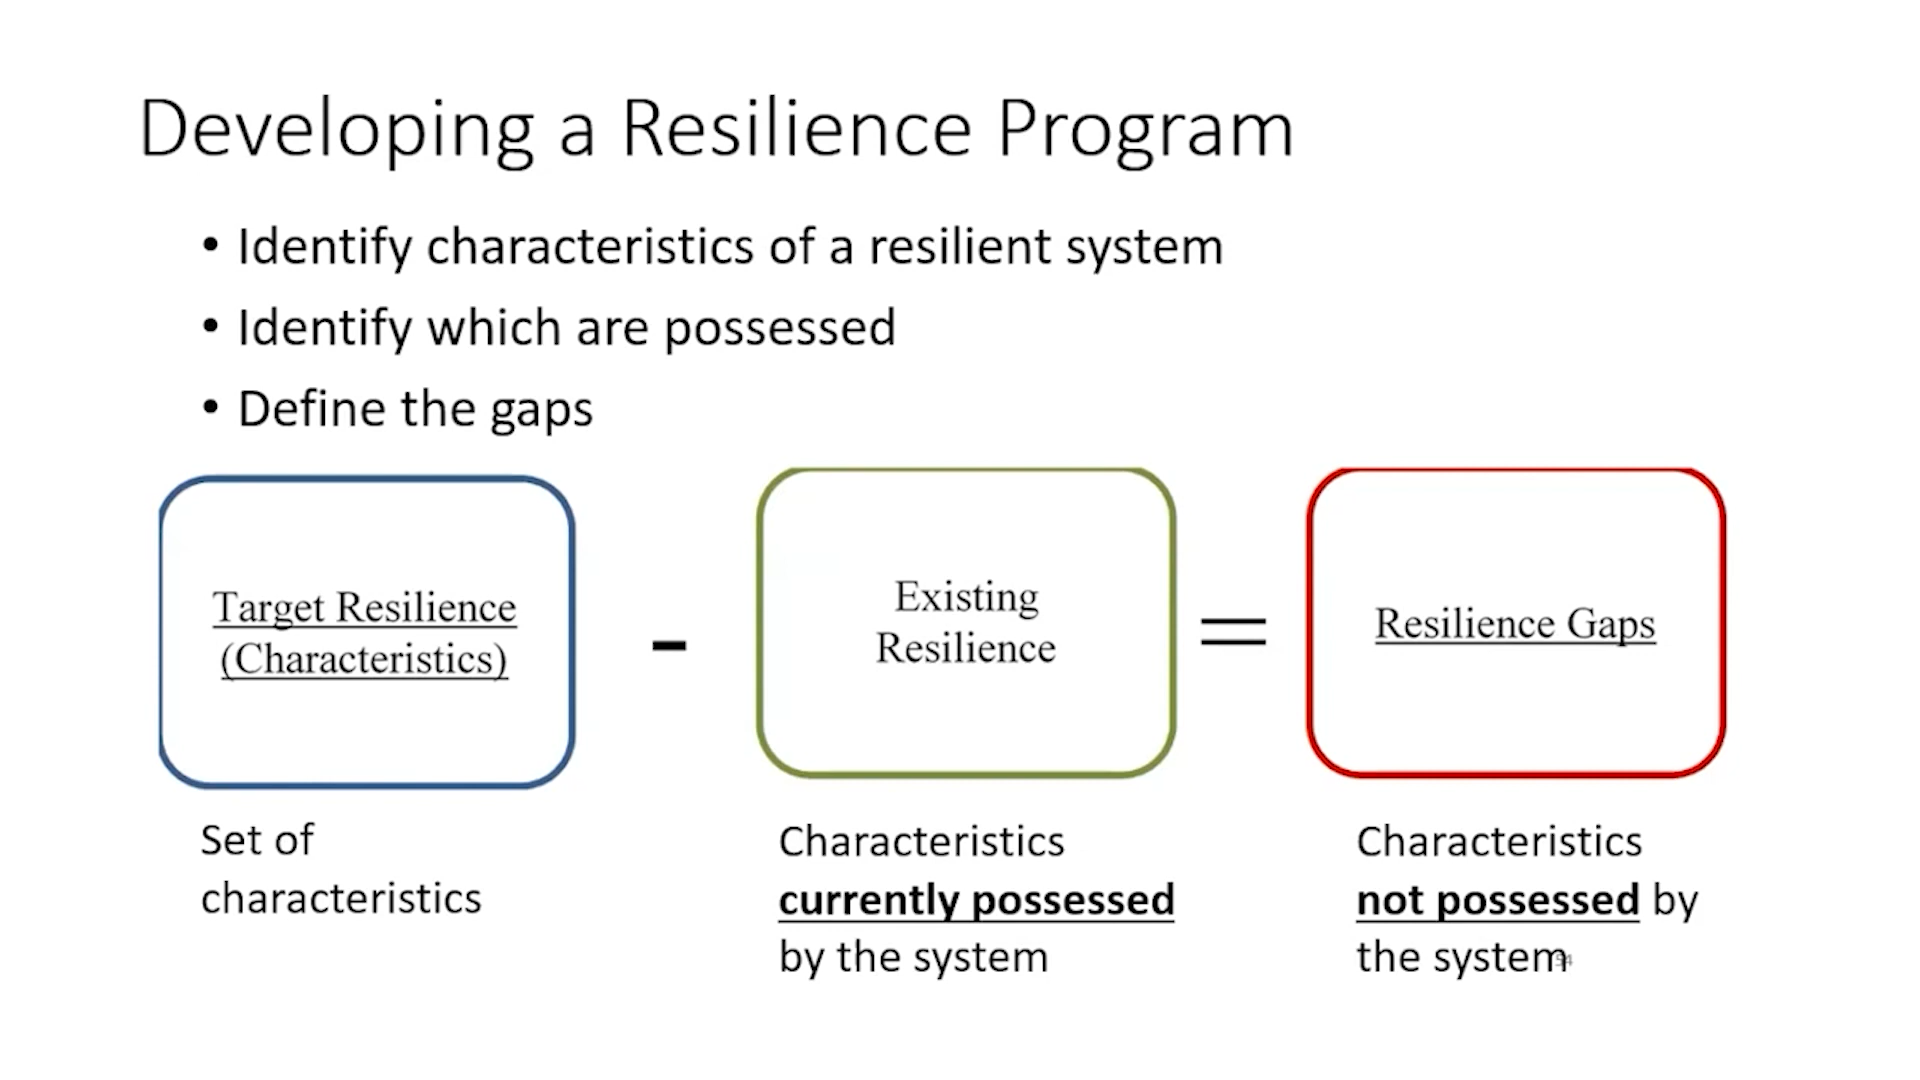 Developing a Resilience Program
• Identify characteristics of a resilient system
• Identify which are possessed
• Define the gaps
Target Resilience
(Characteristics)
-
Existing
Resilience
=
Resilience Gaps
Set of
characteristics
Characteristics
currently possessed
by the system
Characteristics
not possessed by
the system
54